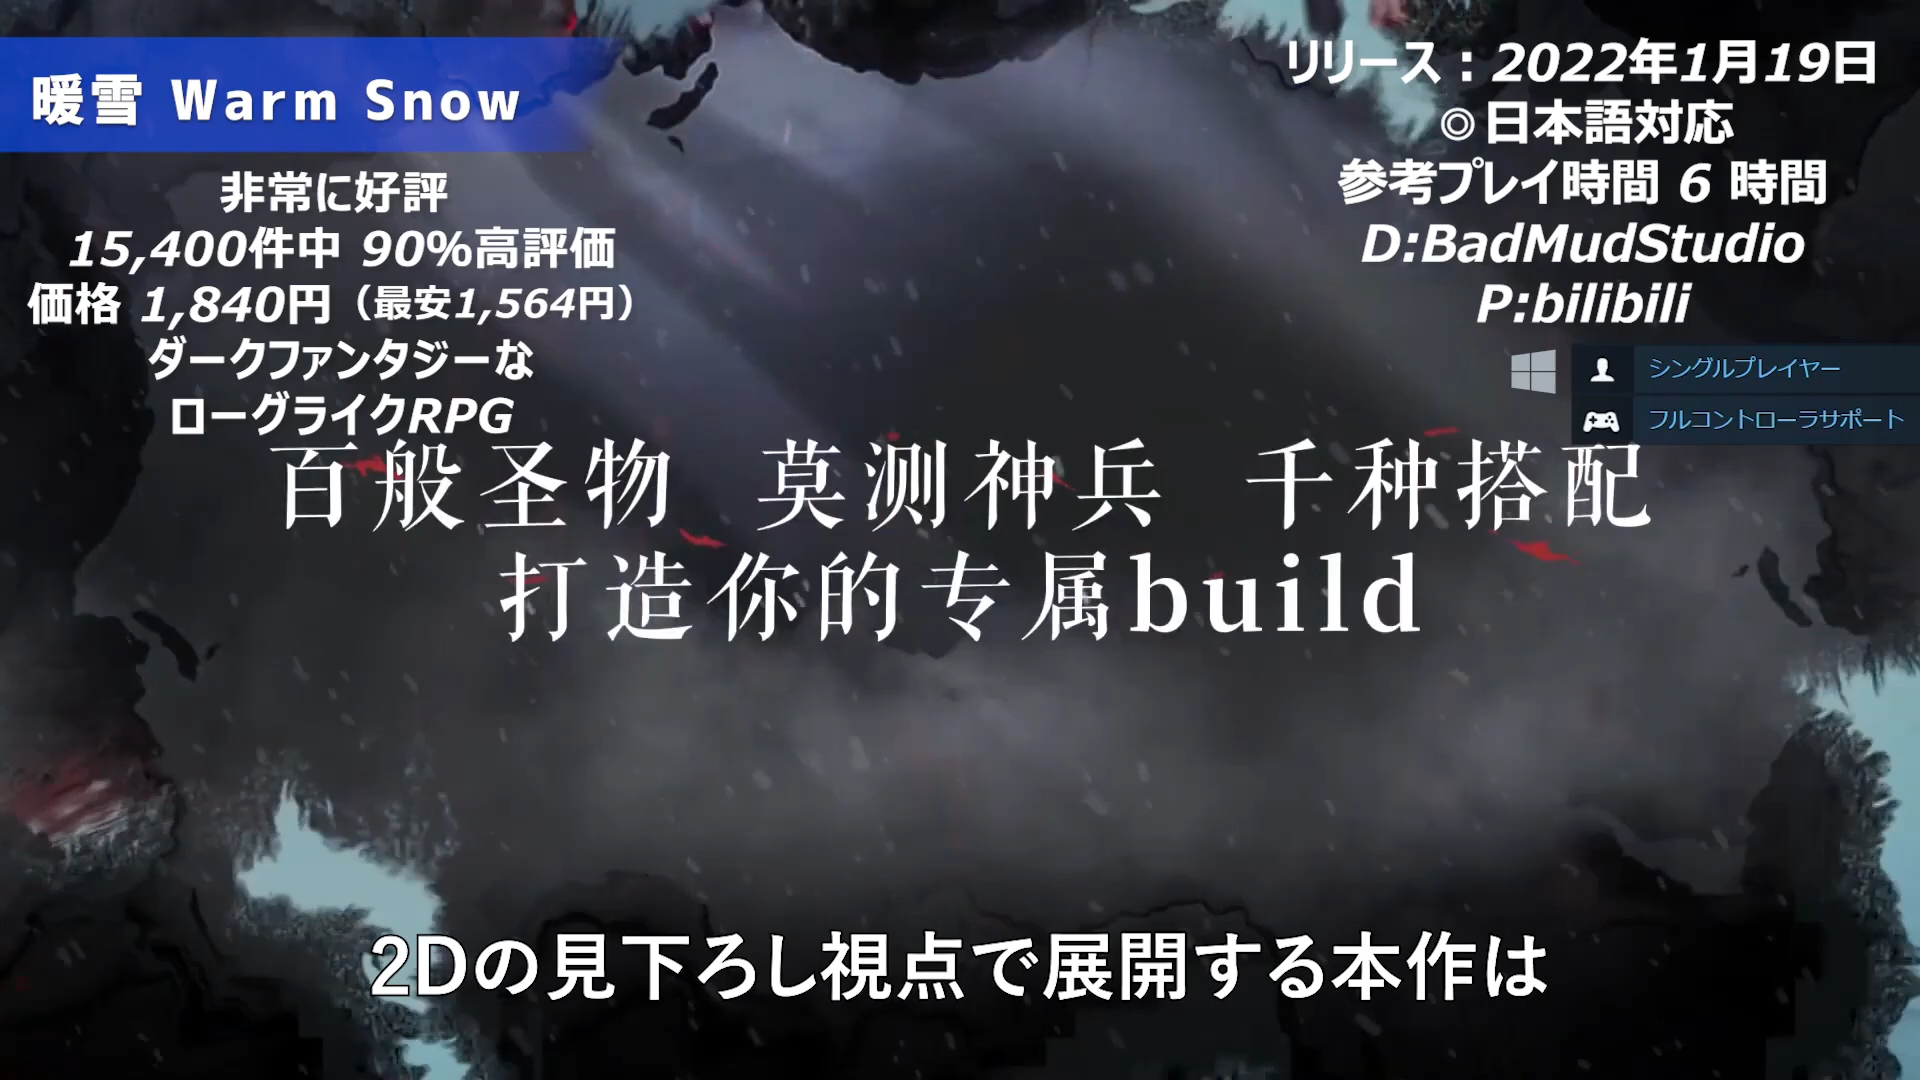 暖雪 Warm Snow
非常に好評
15,400件中 90%高評価
価格 1,840円（最安1,564円）
ダークファンタジーな
ローグライクRPG
リリース：2022年1月19日
◎日本語対応
参考プレイ時間 6 時間
D:BadMudStudio
P:bilibili
シングルプレイヤー
フルコントローラサポート
百般圣物 莫测神兵 千种搭配
打造你的专属build
2Dの見下ろし視点で展開する本作は